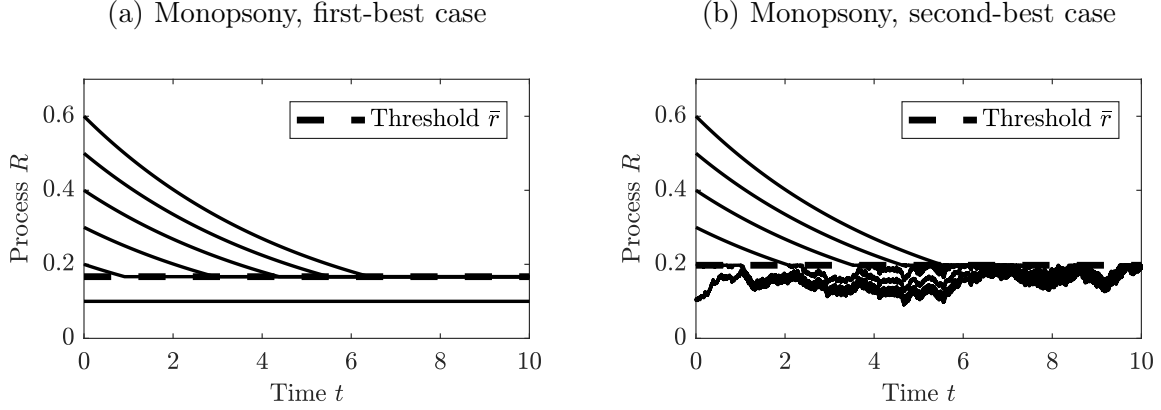 (a) Monopsony, first-best case
0.6
0.4
0.2
0
Process R
Threshold r̄
0 2 4 6 8 10
Time t
(b) Monopsony, second-best case
0.6
0.4
0.2
0
Process R
Threshold r̄
0 2 4 6 8 10
Time t